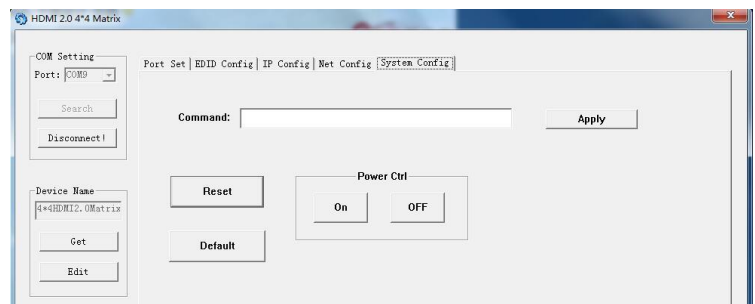 HDMI 2.0 4*4 Matrix
COM Setting
Port: COM9
Search
Disconnect!
Device Name
4*4HDMI2.0Matrix
Get
Edit
Port Set EDID Config IP Config Net Config System Config
Command:
Apply
Reset
Default
Power Ctrl
On
OFF